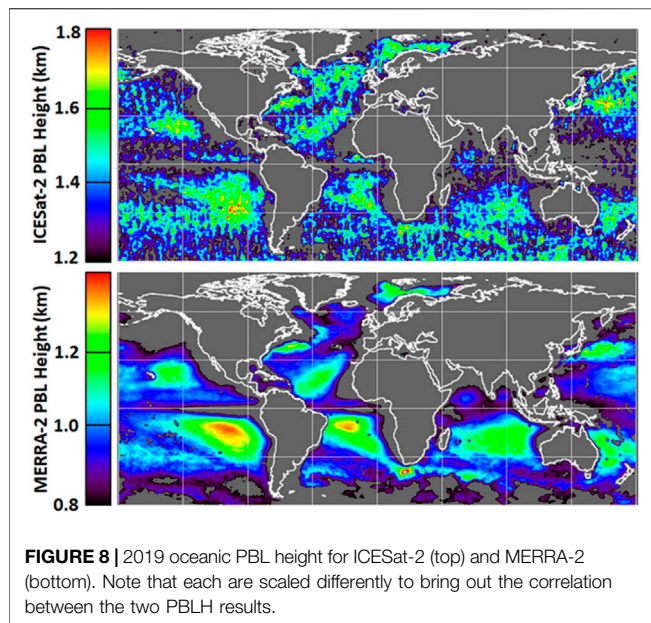 1.8
1.6
1.4
1.2
ICESat-2 PBL Height (km)
1.2
1.0
0.8
MERRA-2 PBL Height (km)
FIGURE 8 | 2019 oceanic PBL height for ICESat-2 (top) and MERRA-2
(bottom). Note that each are scaled differently to bring out the correlation
between the two PBLH results.